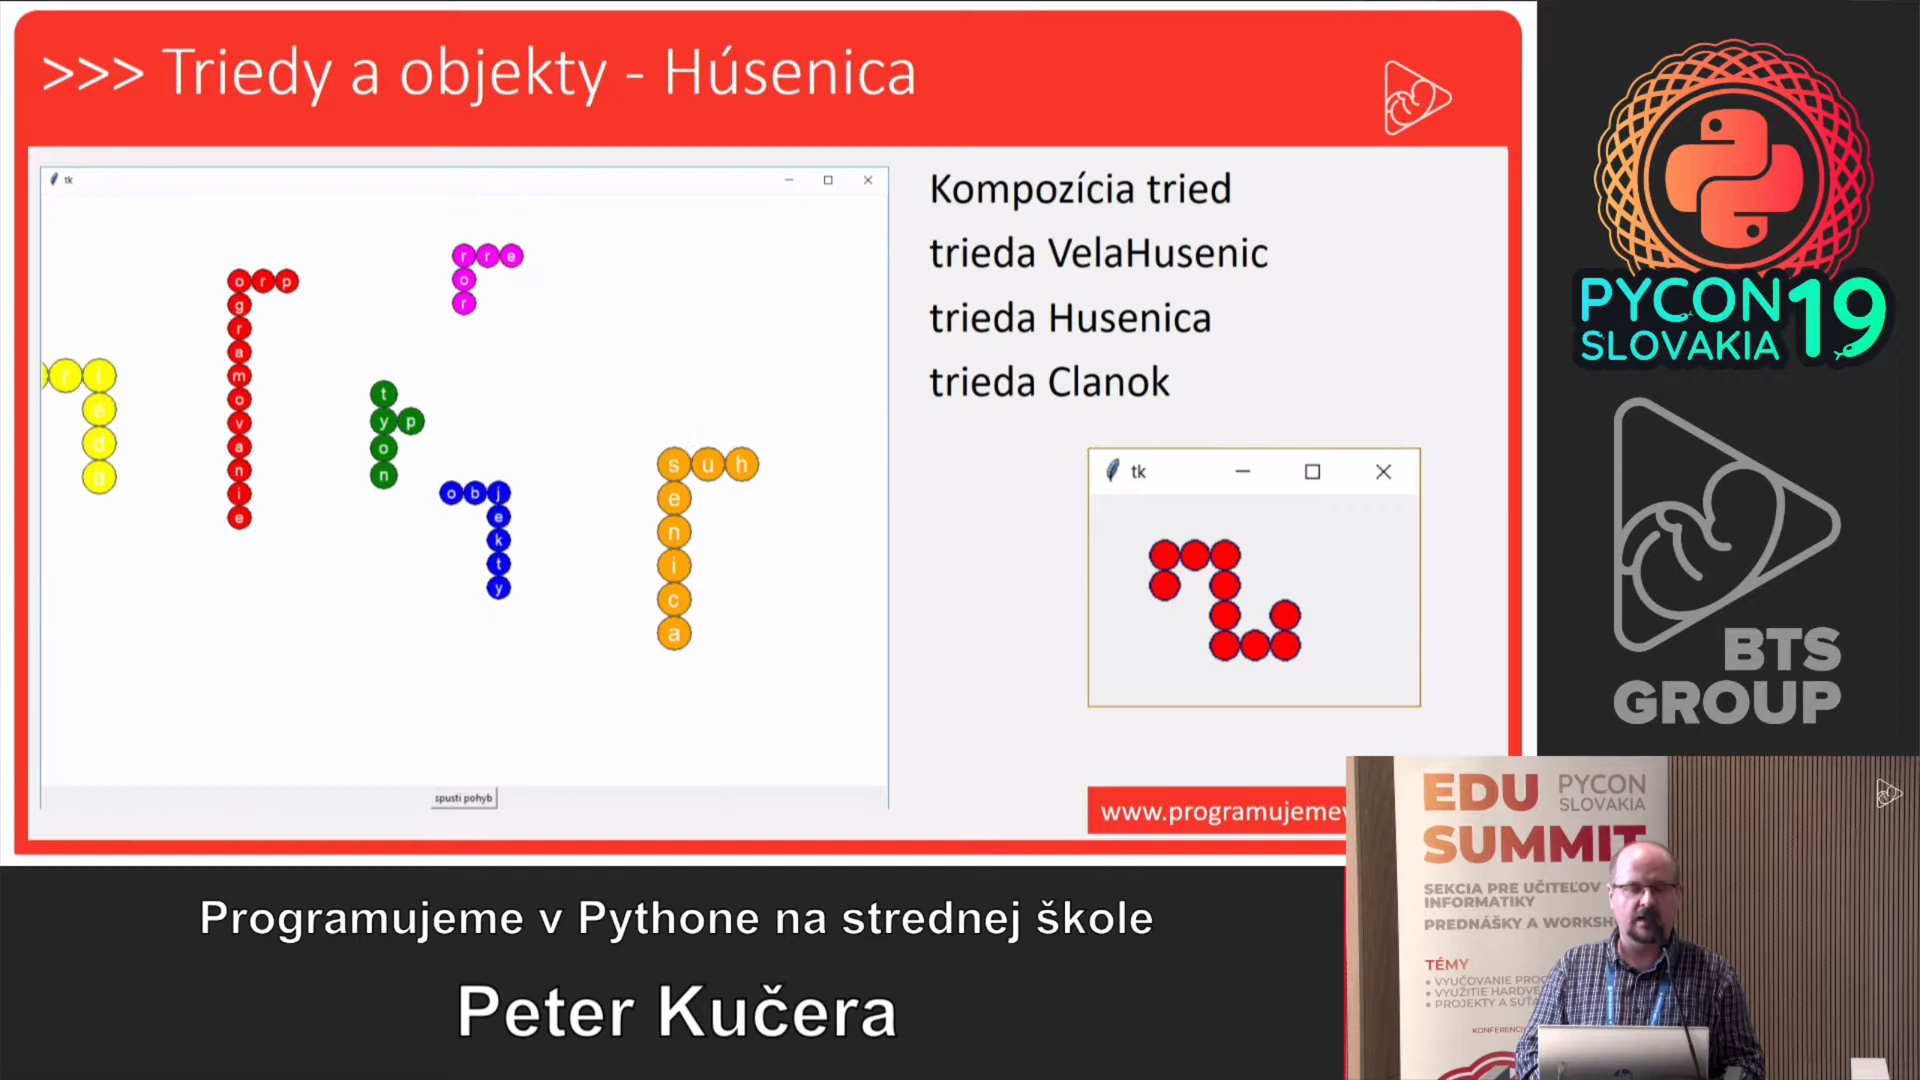 >>> Triedy a objekty - Húsenica
tk
r r e
o
r
o r p
g
r
a
m
o
v
a
n
i
e
r i
e
d
a
t
y p
o
n
o b j
e
k
t
y
s u h
e
n
i
c
a
spusti pohyb
Kompozícia tried
trieda VelaHusenic
trieda Husenica
trieda Clanok
tk
www.programujemev
PYCON 19
SLOVAKIA
BTS
GROUP
EDU PYCON
SLOVAKIA
SUMMIT
SEKCIA PRE UČITEĽOV
INFORMATIKY
PREDNÁŠKY A WORKSH
TÉMY
• VYUČOVANIE PROG
• VYUŽITIE HARDVE
• PROJEKTY A SÚŤA
KONFERENCI
Programujeme v Pythone na strednej škole
Peter Kučera